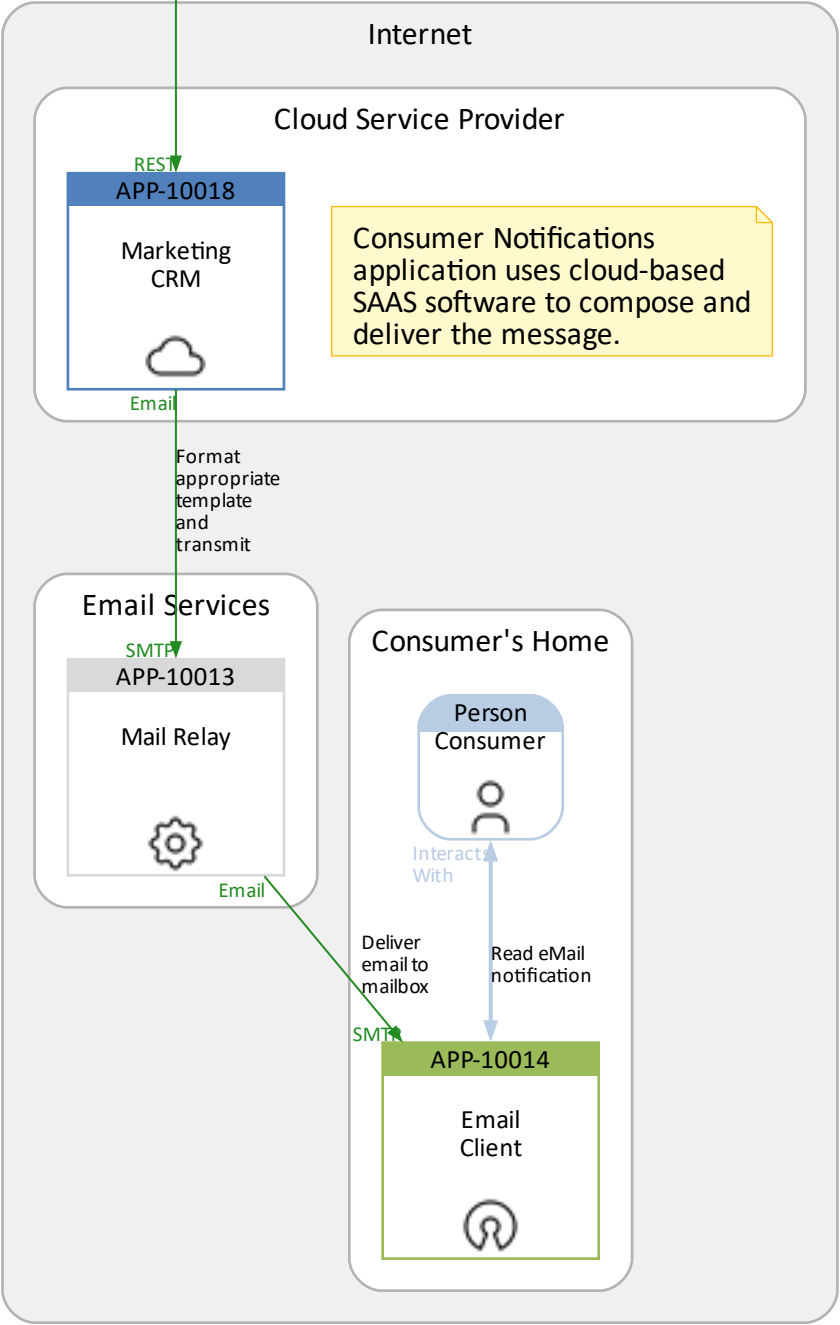 Internet
Cloud Service Provider
REST
APP-10018
Marketing
CRM
Consumer Notifications
application uses cloud-based
SAAS software to compose and
deliver the message.
Email
Format
appropriate
template
and
transmit
Email Services
SMTP
APP-10013
Mail Relay
Email
Consumer's Home
Person
Consumer
Interacts
With
Deliver
email to
mailbox
Read eMail
notification
SMTP
APP-10014
Email
Client